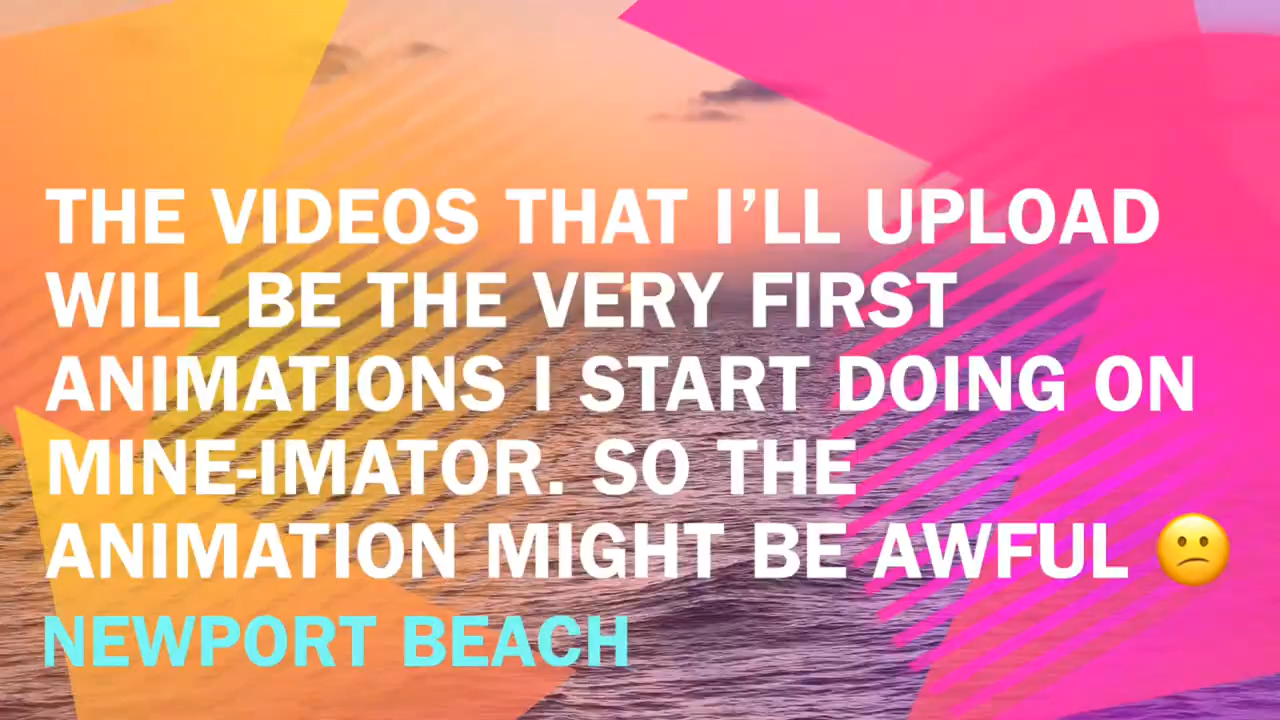 THE VIDEOS THAT I’LL UPLOAD
WILL BE THE VERY FIRST
ANIMATIONS I START DOING ON
MINE-IMATOR. SO THE
ANIMATION MIGHT BE AWFUL 😕
NEWPORT BEACH